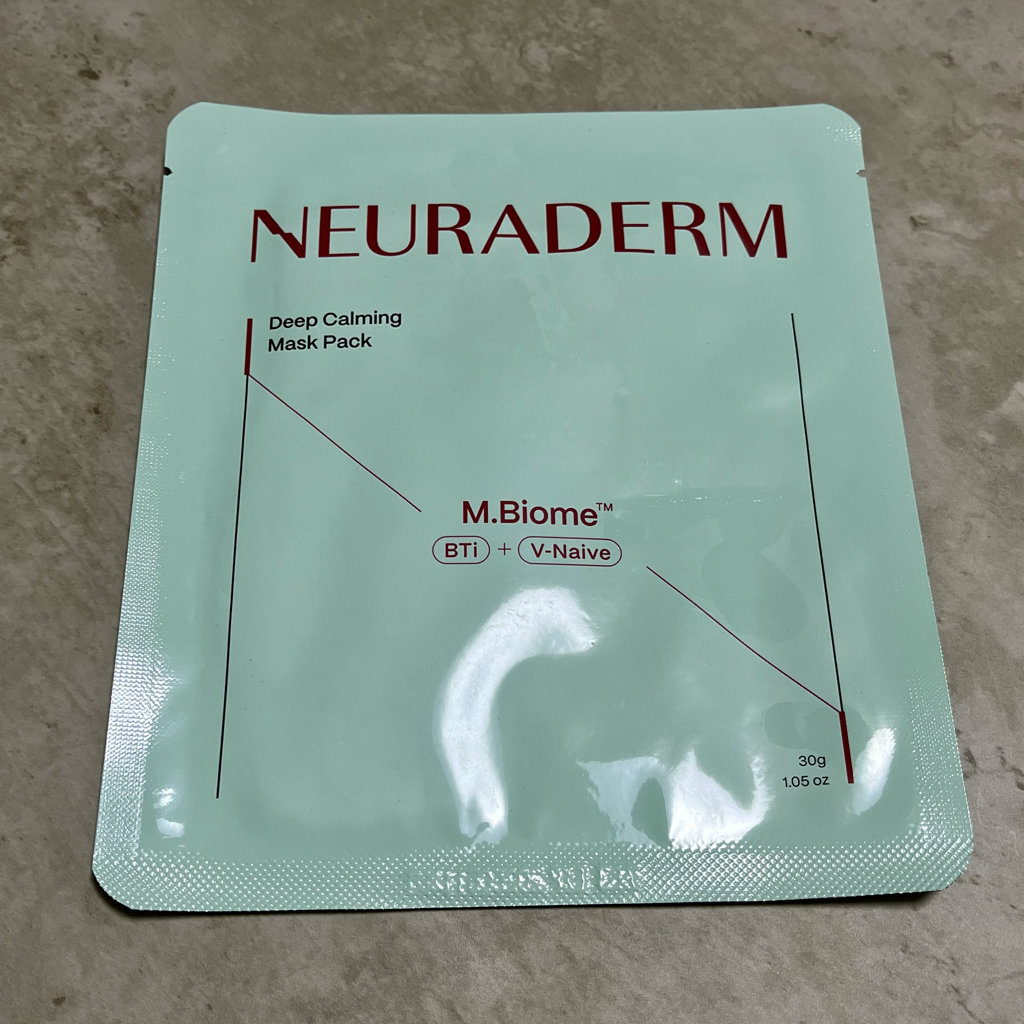 NEURADERM
Deep Calming
Mask Pack
M.Biome™
BTi + V-Naive
30g
1.05 oz